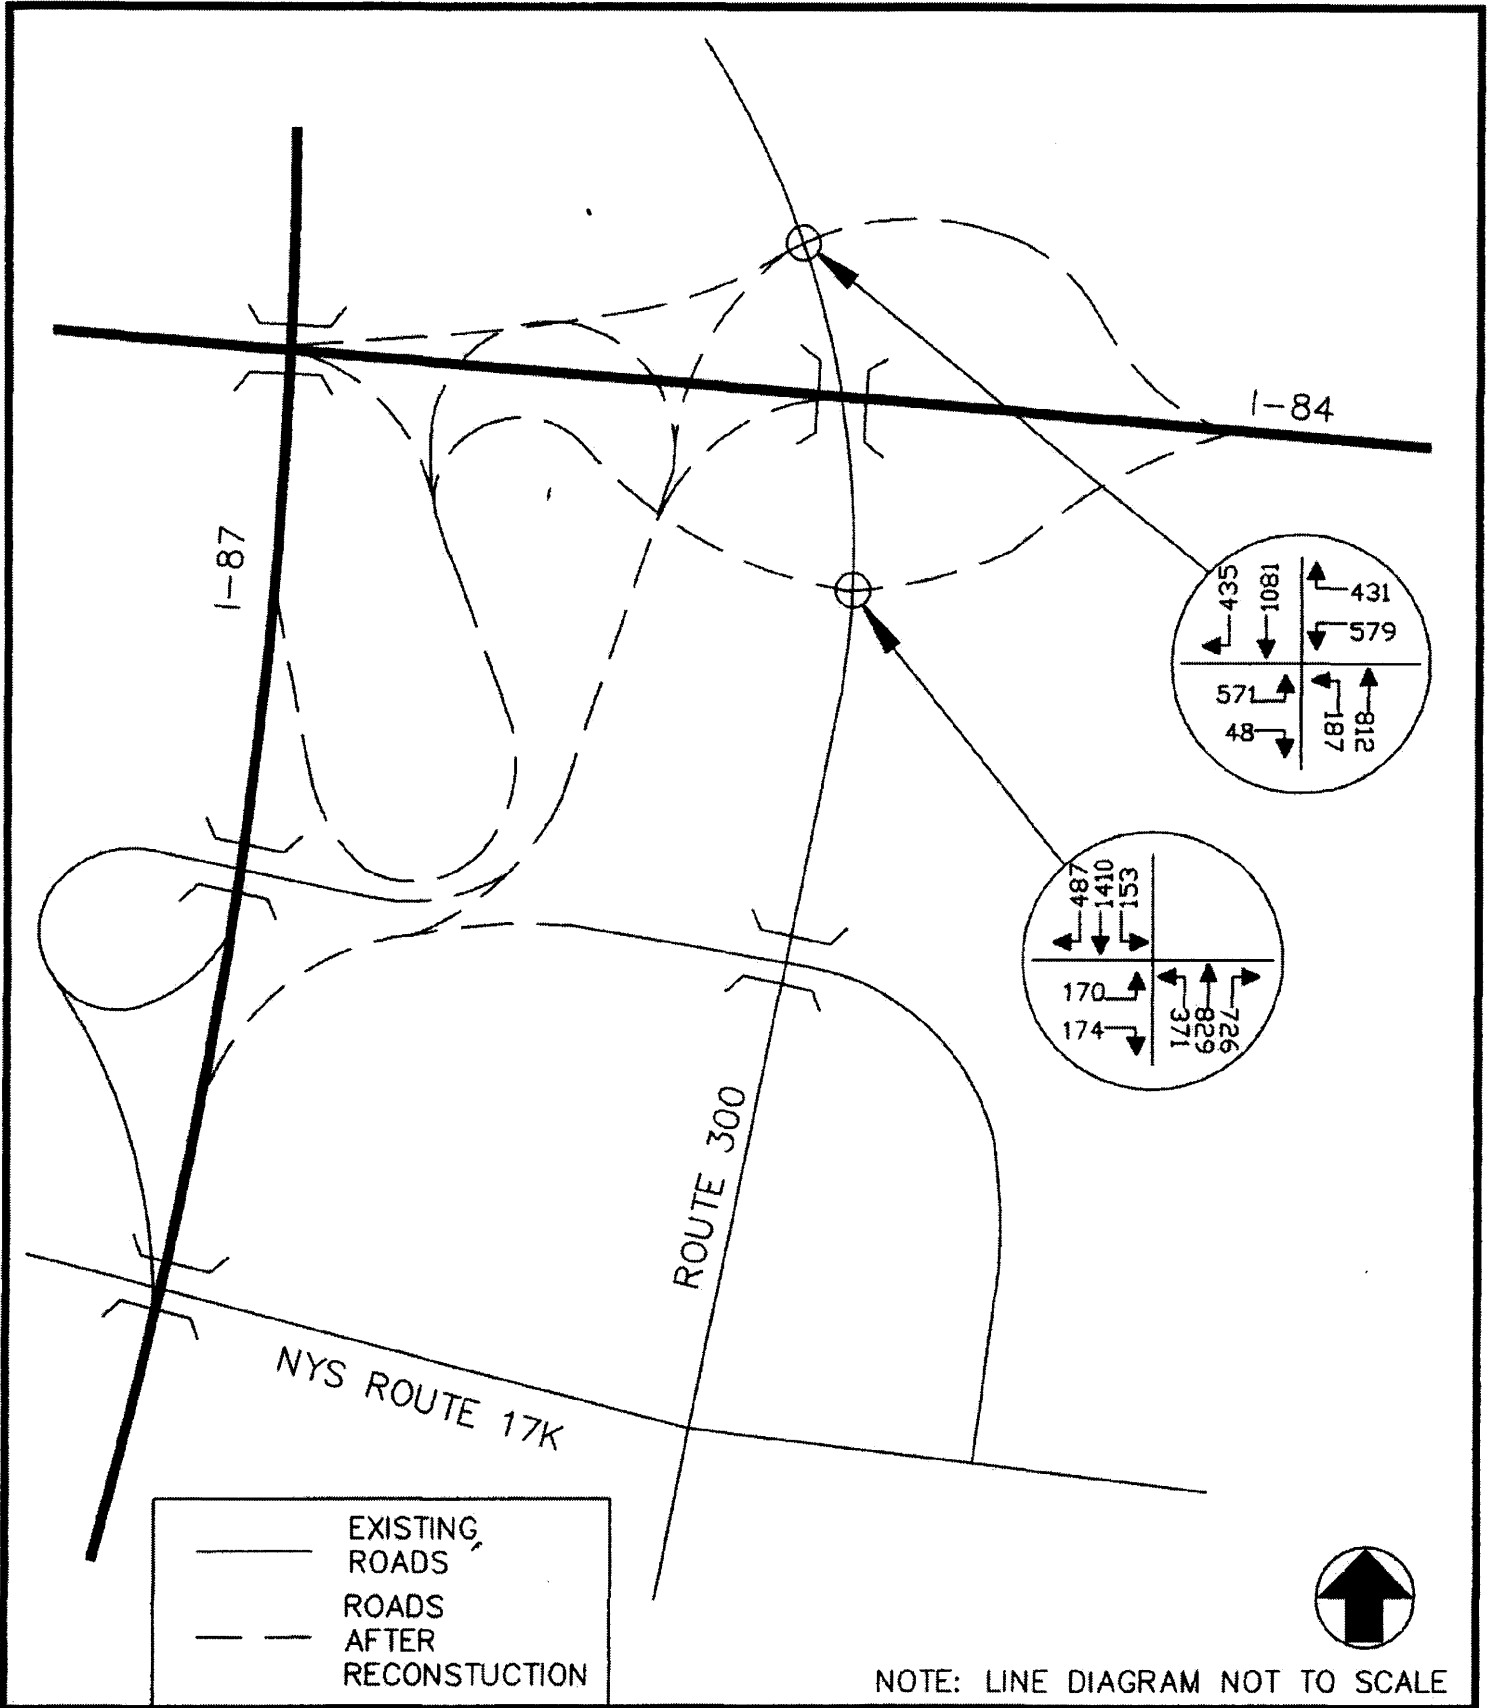 I-84
I-87
435
1081
431
579
571
48
187
812
487
1410
153
170
174
371
829
726
ROUTE 300
NYS ROUTE 17K
EXISTING
ROADS
ROADS
AFTER
RECONSTUCTION
NOTE: LINE DIAGRAM NOT TO SCALE